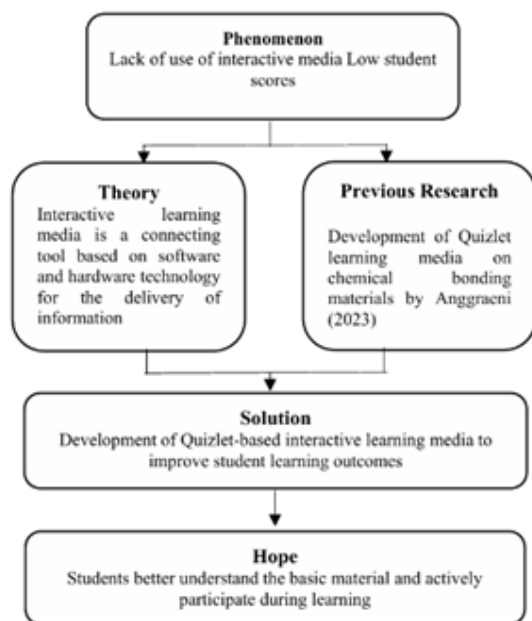 Phenomenon
Lack of use of interactive media Low student
scores
Theory
Interactive learning
media is a connecting
tool based on software
and hardware technology
for the delivery of
information
Previous Research
Development of Quizlet
learning media on
chemical bonding
materials by Anggraeni
(2023)
Solution
Development of Quizlet-based interactive learning media to
improve student learning outcomes
Hope
Students better understand the basic material and actively
participate during learning